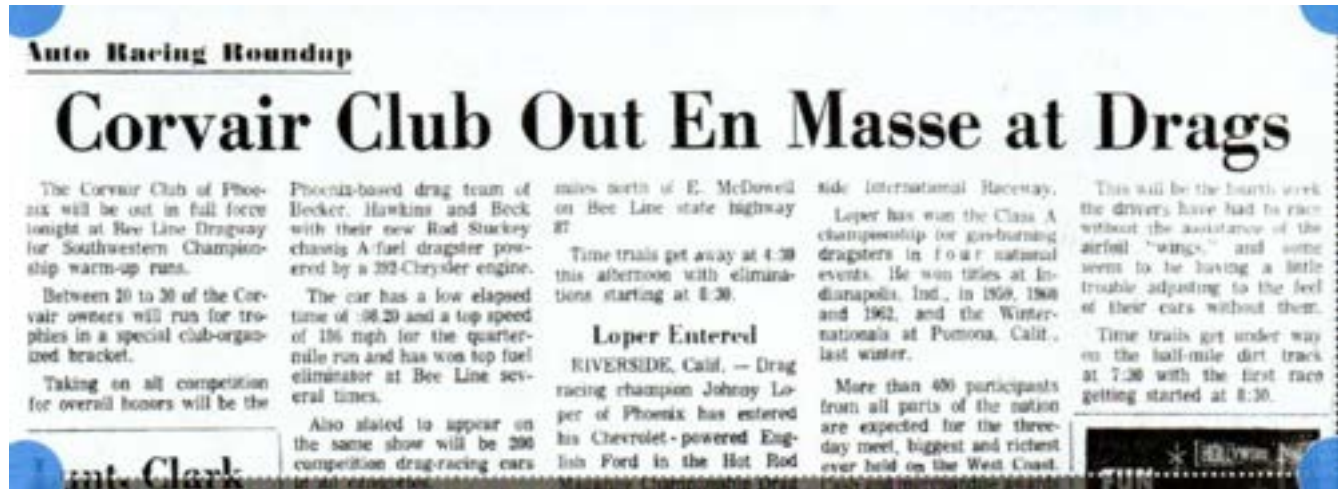 Auto Racing Roundup
Corvair Club Out En Masse at Drags
The Corvair Club of Phoe-
nix will be out in full force
tonight at Bee Line Dragway
for Southwestern Champion-
ship warm-up runs.
Between 20 to 30 of the Cor-
vair owners will run for tro-
phies in a special club-organ-
ized bracket.
Taking on all competition
for overall honors will be the
Phoenix-based drag team of
Becker, Hawkins and Beck
with their new Rod Stuckey
chassis A-fuel dragster pow-
ered by a 392-Chrysler engine.
The car has a low elapsed
time of :08.20 and a top speed
of 186 mph for the quarter-
mile run and has won top fuel
eliminator at Bee Line sev-
eral times.
Also slated to appear on
the same show will be 200
competition drag-racing cars
in all categories.
miles north of E. McDowell
on Bee Line state highway
87
Time trials get away at 4:30
this afternoon with elimina-
tions starting at 8:30.
Loper Entered
RIVERSIDE, Calif. — Drag
racing champion Johnny Lo-
per of Phoenix has entered
his Chevrolet-powered Eng-
lish Ford in the Hot Rod
Magazine Championship Drag
side International Raceway.
Loper has won the Class A
championship for gas-burning
dragsters in four national
events. He won titles at In-
dianapolis, Ind., in 1959, 1960
and 1962, and the Winter-
nationals at Pomona, Calif.,
last winter.
More than 400 participants
from all parts of the nation
are expected for the three-
day meet, biggest and richest
ever held on the West Coast.
This will be the fourth week
the drivers have had to race
without the assistance of the
airfoil "wings," and some
seem to be having a little
trouble adjusting to the feel
of their cars without them.
Time trails get under way
on the half-mile dirt track
at 7:30 with the first race
getting started at 8:30.
Clark
HOLLYWOOD
FUN